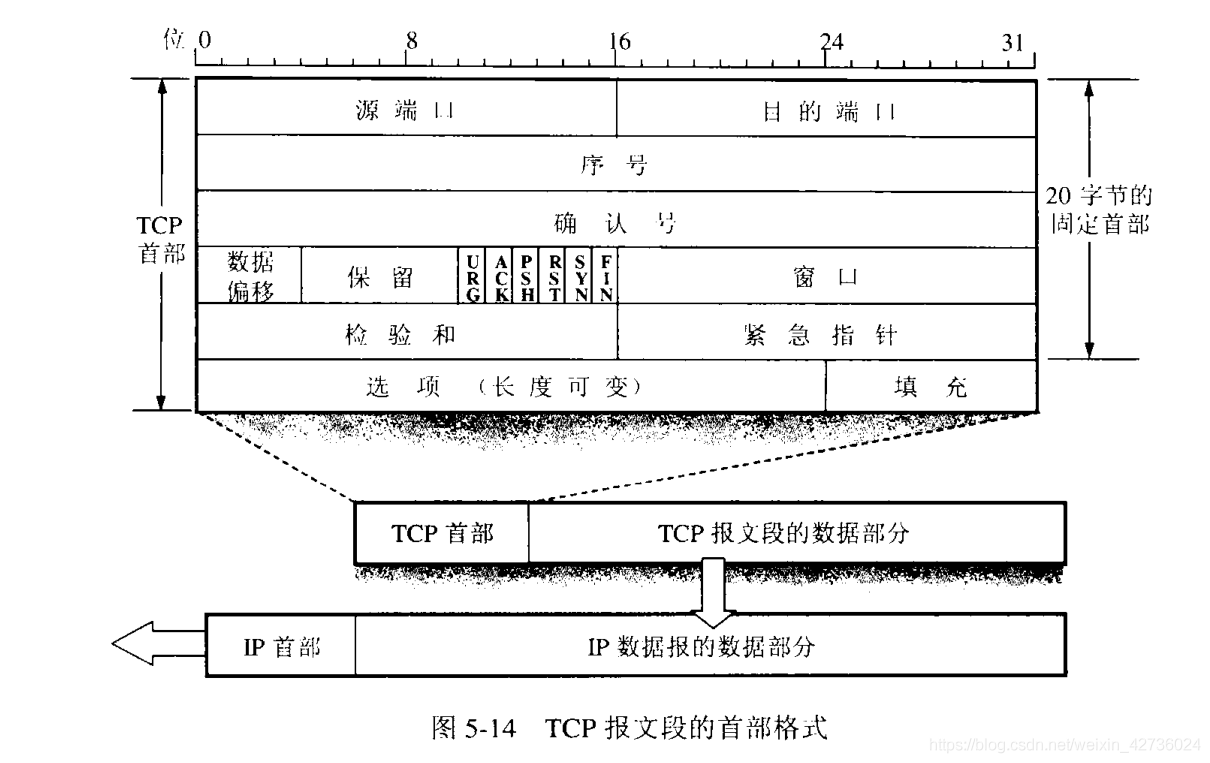 位 0 8 16 24 31
源端口 目的端口
序号
确认号
TCP
首部
20 字节的
固定首部
数据
偏移
保留
URG
ACK
PSH
RST
SYN
FIN
窗口
检验和 紧急指针
选项（长度可变） 填充
TCP 首部 TCP 报文段的数据部分
IP 首部 IP 数据报的数据部分
图 5-14 TCP 报文段的首部格式
https://blog.csdn.net/weixin_42736024